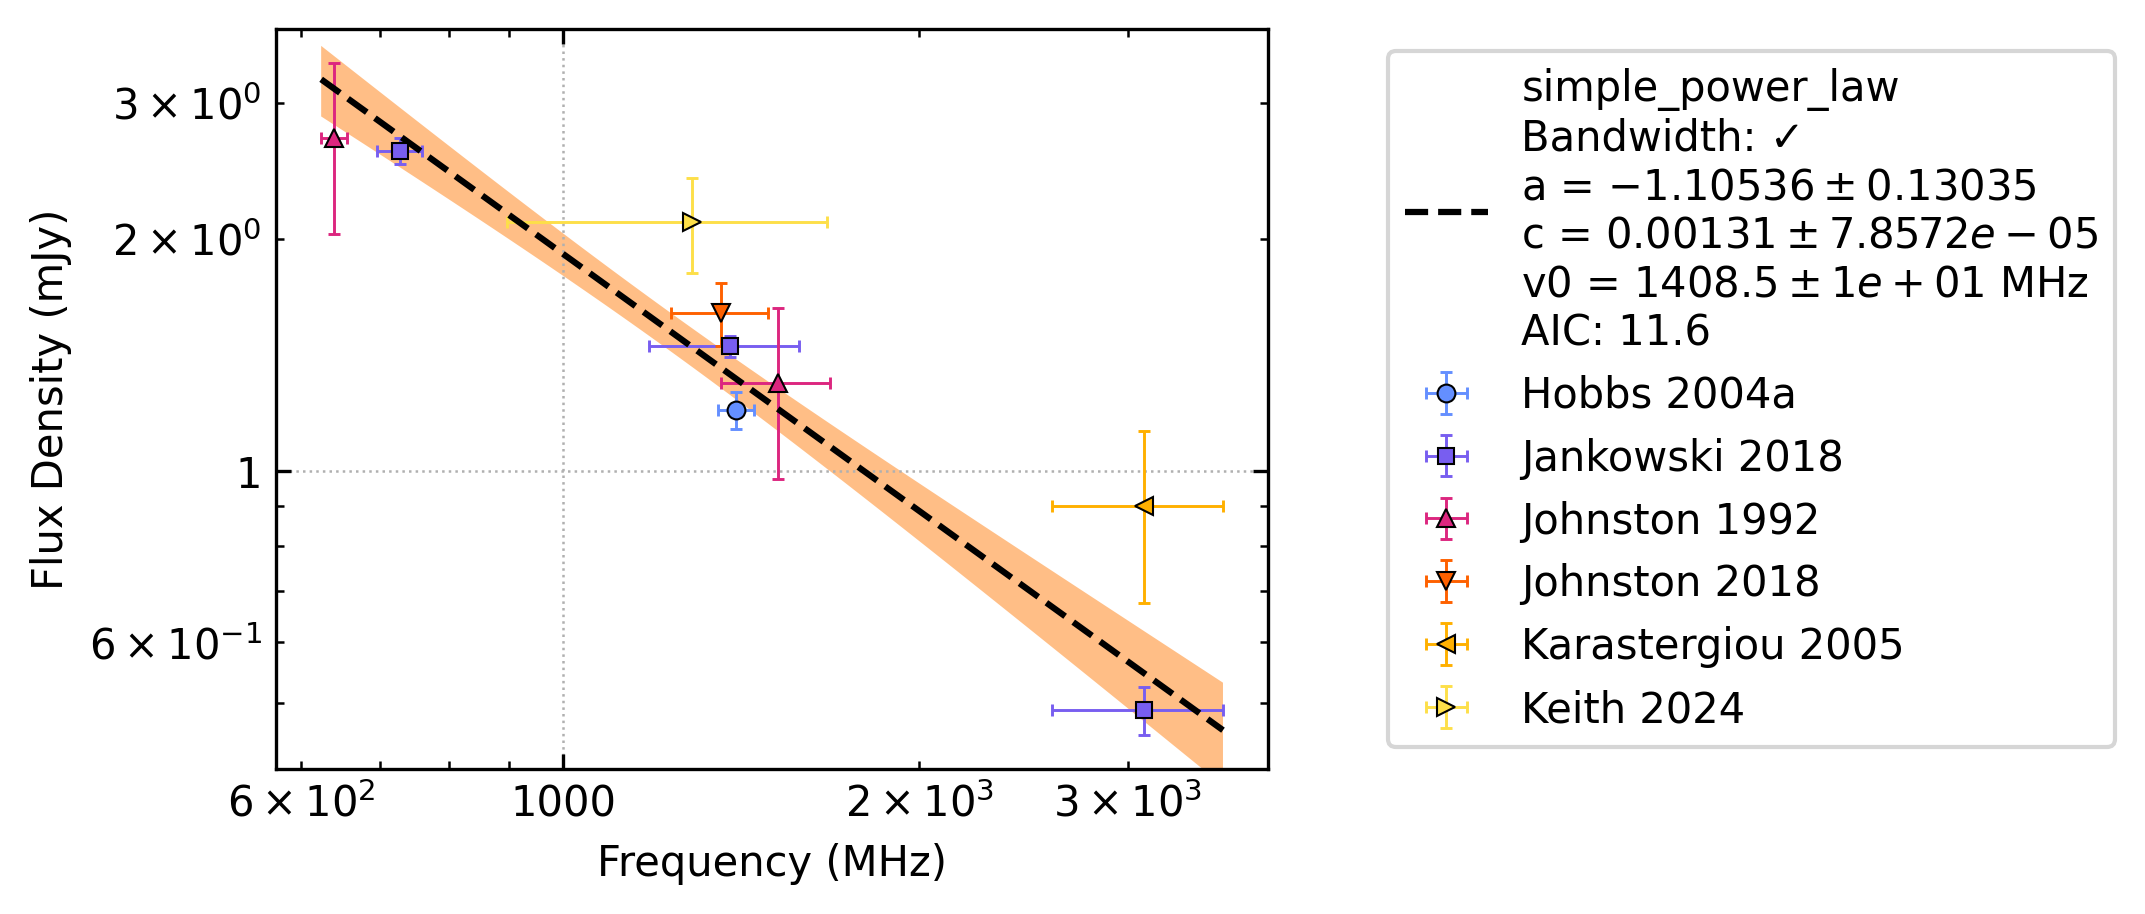 3×10⁰
2×10⁰
1
6×10⁻¹
Flux Density (mJy)
6×10² 1000 2×10³ 3×10³
Frequency (MHz)
simple_power_law
Bandwidth: ✓
a = −1.10536 ± 0.13035
c = 0.00131 ± 7.8572e − 05
v0 = 1408.5 ± 1e + 01 MHz
AIC: 11.6
Hobbs 2004a
Jankowski 2018
Johnston 1992
Johnston 2018
Karastergiou 2005
Keith 2024